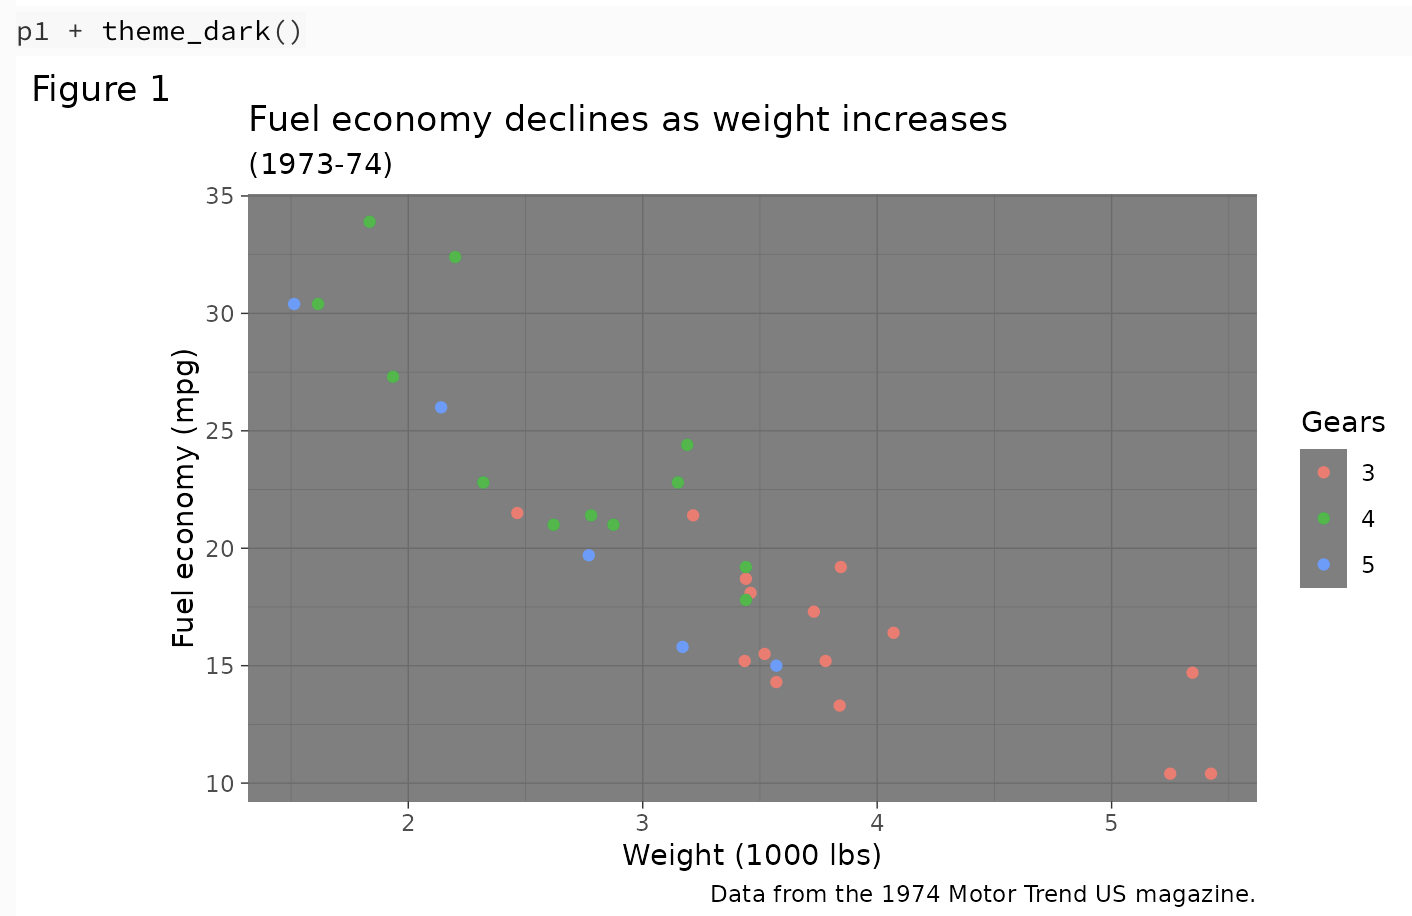 p1 + theme_dark()
Figure 1
Fuel economy declines as weight increases
(1973-74)
35
30
25
20
15
10
Fuel economy (mpg)
2 3 4 5
Weight (1000 lbs)
Gears
3
4
5
Data from the 1974 Motor Trend US magazine.